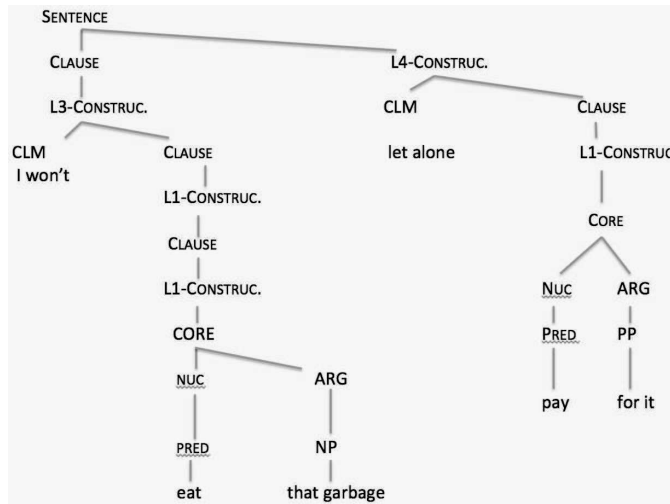 SENTENCE
CLAUSE L4-CONSTRUC.
L3-CONSTRUC. CLM CLAUSE
CLM CLAUSE let alone L1-CONSTRUC
I won't
L1-CONSTRUC.
CORE
CLAUSE
L1-CONSTRUC. NUC ARG
CORE PRED PP
NUC ARG
pay for it
PRED NP
eat that garbage